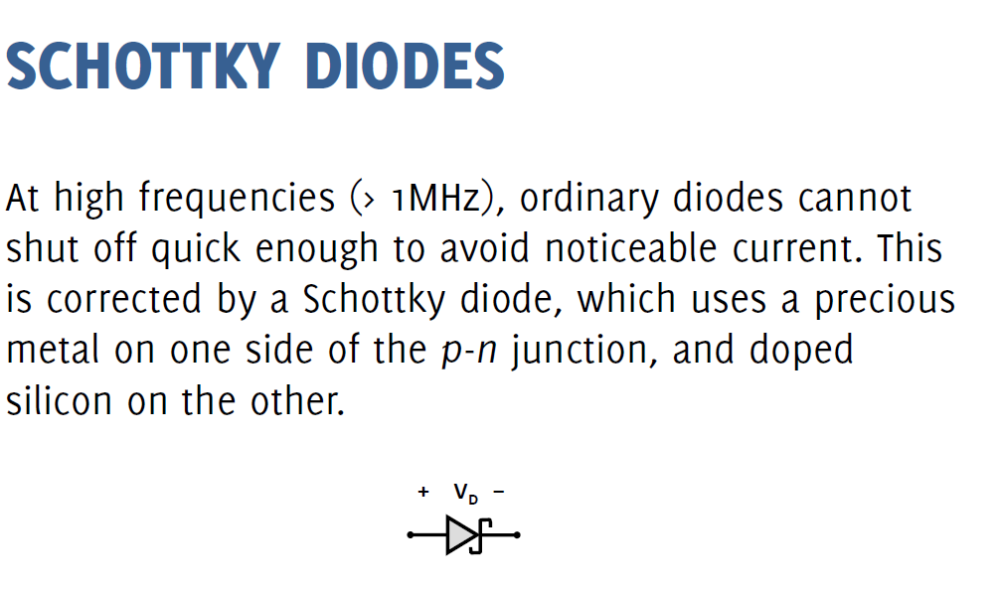 SCHOTTKY DIODES
At high frequencies (> 1MHz), ordinary diodes cannot
shut off quick enough to avoid noticeable current. This
is corrected by a Schottky diode, which uses a precious
metal on one side of the p-n junction, and doped
silicon on the other.
+ VD −